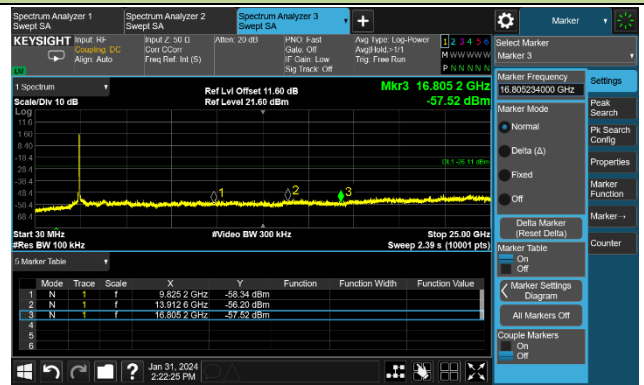 Spectrum Analyzer 1
Swept SA
Spectrum Analyzer 2
Swept SA
Spectrum Analyzer 3
Swept SA
Marker
KEYSIGHT
Input: RF
Coupling: DC
Align: Auto
Input Z: 50 Ω
Corr CCorr
Freq Ref: Int (S)
Atten: 20 dB
PNO: Fast
Gate: Off
IF Gain: Low
Sig Track: Off
Avg Type: Log-Power
Avg|Hold:>1/1
Trig: Free Run
1 2 3 4 5 6
M W W W W W
P N N N N N
Select Marker
Marker 3
1 Spectrum
Scale/Div 10 dB
Log
Ref Lvl Offset 11.60 dB
Ref Level 21.60 dBm
Mkr3 16.805 2 GHz
-57.52 dBm
11.6
1.60
-8.40
-18.4
-28.4
-38.4
-48.4
-58.4
-68.4
DL1 -26.11 dBm
1
2
3
Start 30 MHz
#Res BW 100 kHz
#Video BW 300 kHz
Stop 25.00 GHz
Sweep 2.39 s (10001 pts)
5 Marker Table
Mode Trace Scale X Y Function Function Width Function Value
1 N 1 f 9.825 2 GHz -58.34 dBm
2 N 1 f 13.912 6 GHz -56.20 dBm
3 N 1 f 16.805 2 GHz -57.52 dBm
4
5
6
Marker Frequency
16.805234000 GHz
Marker Mode
Normal
Delta (Δ)
Fixed
Off
Delta Marker
(Reset Delta)
Marker Table
On
Off
Marker Settings
Diagram
All Markers Off
Couple Markers
On
Off
Settings
Peak
Search
Pk Search
Config
Properties
Marker
Function
Marker→
Counter
Jan 31, 2024
2:22:25 PM